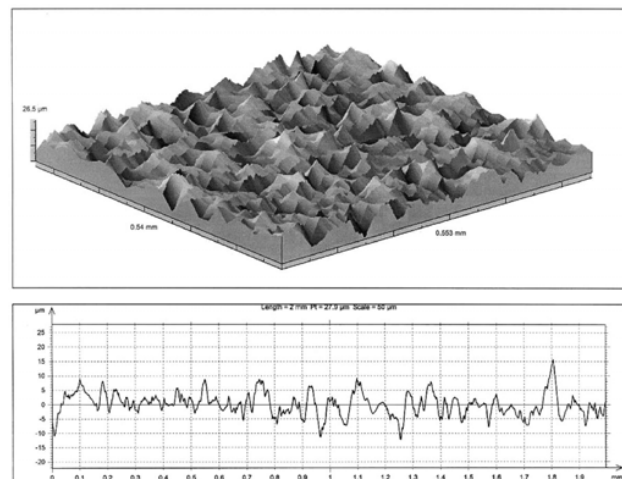 26.5 µm
0.54 mm
0.553 mm
Length = 2 mm Pt = 27.9 µm Scale = 50 µm
µm
25
20
15
10
5
0
-5
-10
-15
-20
0 0.1 0.2 0.3 0.4 0.5 0.6 0.7 0.8 0.9 1 1.1 1.2 1.3 1.4 1.5 1.6 1.7 1.8 1.9 mm